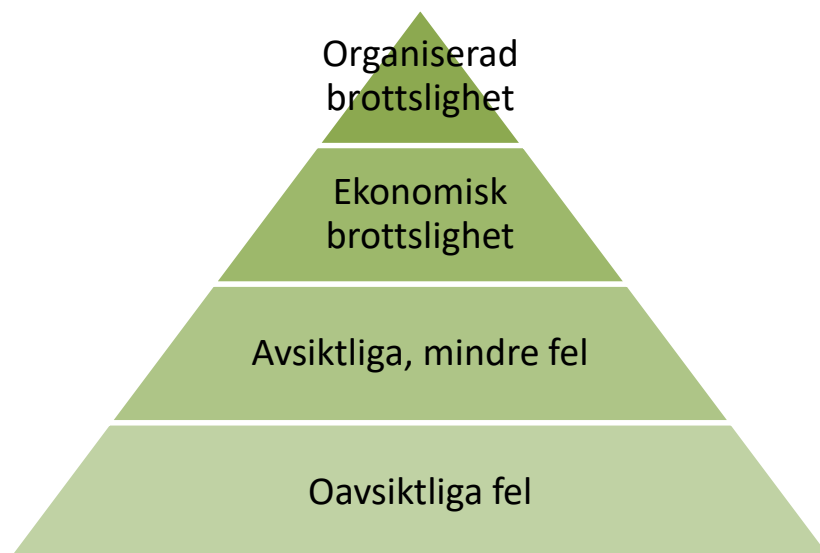 Organiserad
brottslighet
Ekonomisk
brottslighet
Avsiktliga, mindre fel
Oavsiktliga fel